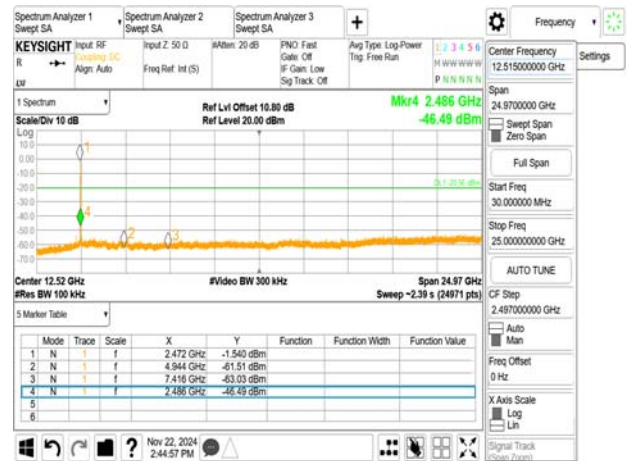 Spectrum Analyzer 1
Swept SA
Spectrum Analyzer 2
Swept SA
Spectrum Analyzer 3
Swept SA
Frequency
KEYSIGHT
R
Input: RF
Coupling: DC
Align: Auto
Input Z: 50 Ω
Freq Ref: Int (S)
#Atten: 20 dB
PNO: Fast
Gate: Off
IF Gain: Low
Sig Track: Off
Avg Type: Log-Power
Trig: Free Run
1 2 3 4 5 6
M W W W W W
P N N N N N
1 Spectrum
Scale/Div 10 dB
Log
Ref Lvl Offset 10.80 dB
Ref Level 20.00 dBm
Mkr4 2.486 GHz
-46.49 dBm
10.0
0.00
-10.0
-20.0
-30.0
-40.0
-50.0
-60.0
-70.0
1
4
2
3
Center 12.52 GHz
#Res BW 100 kHz
#Video BW 300 kHz
Span 24.97 GHz
Sweep ~2.39 s (24971 pts)
5 Marker Table
Mode Trace Scale X Y Function Function Width Function Value
1 N 1 f 2.472 GHz -1.540 dBm
2 N 1 f 4.944 GHz -61.51 dBm
3 N 1 f 7.416 GHz -63.03 dBm
4 N 1 f 2.486 GHz -46.49 dBm
5
6
Nov 22, 2024
2:44:57 PM
Center Frequency
12.515000000 GHz
Settings
Span
24.9700000 GHz
Swept Span
Zero Span
Full Span
Start Freq
30.000000 MHz
Stop Freq
25.000000000 GHz
AUTO TUNE
CF Step
2.497000000 GHz
Auto
Man
Freq Offset
0 Hz
X Axis Scale
Log
Lin
Signal Track
(Span Zoom)